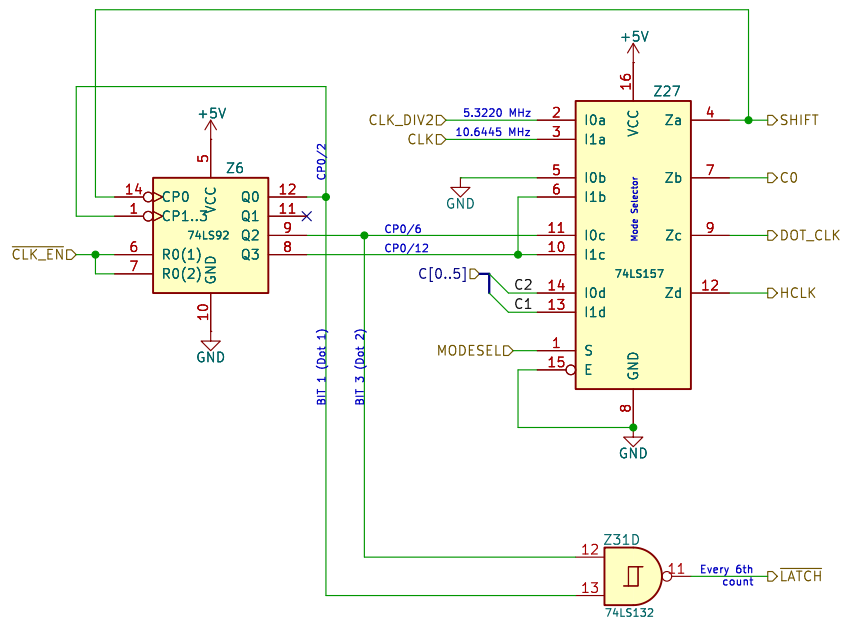 +5V
Z27
16
VCC
CLK_DIV2
5.3220 MHz
2
I0a
Za
4
SHIFT
CLK
10.6445 MHz
3
I1a
+5V
5
Z6
CP0/2
VCC
14
CP0
Q0
12
1
CP1..3
Q1
11
74LS92
Q2
9
CP0/6
CLK_EN
6
R0(1)
Q3
8
CP0/12
7
R0(2)
GND
10
GND
GND
5
I0b
Zb
7
C0
6
I1b
Mode Selector
11
I0c
Zc
9
DOT_CLK
10
I1c
C[0..5]
74LS157
C2
14
I0d
Zd
12
HCLK
C1
13
I1d
MODESEL
1
S
15
E
GND
8
GND
BIT 1 (Dot 1)
BIT 3 (Dot 2)
Z31D
12
13
11
Every 6th
count
LATCH
74LS132